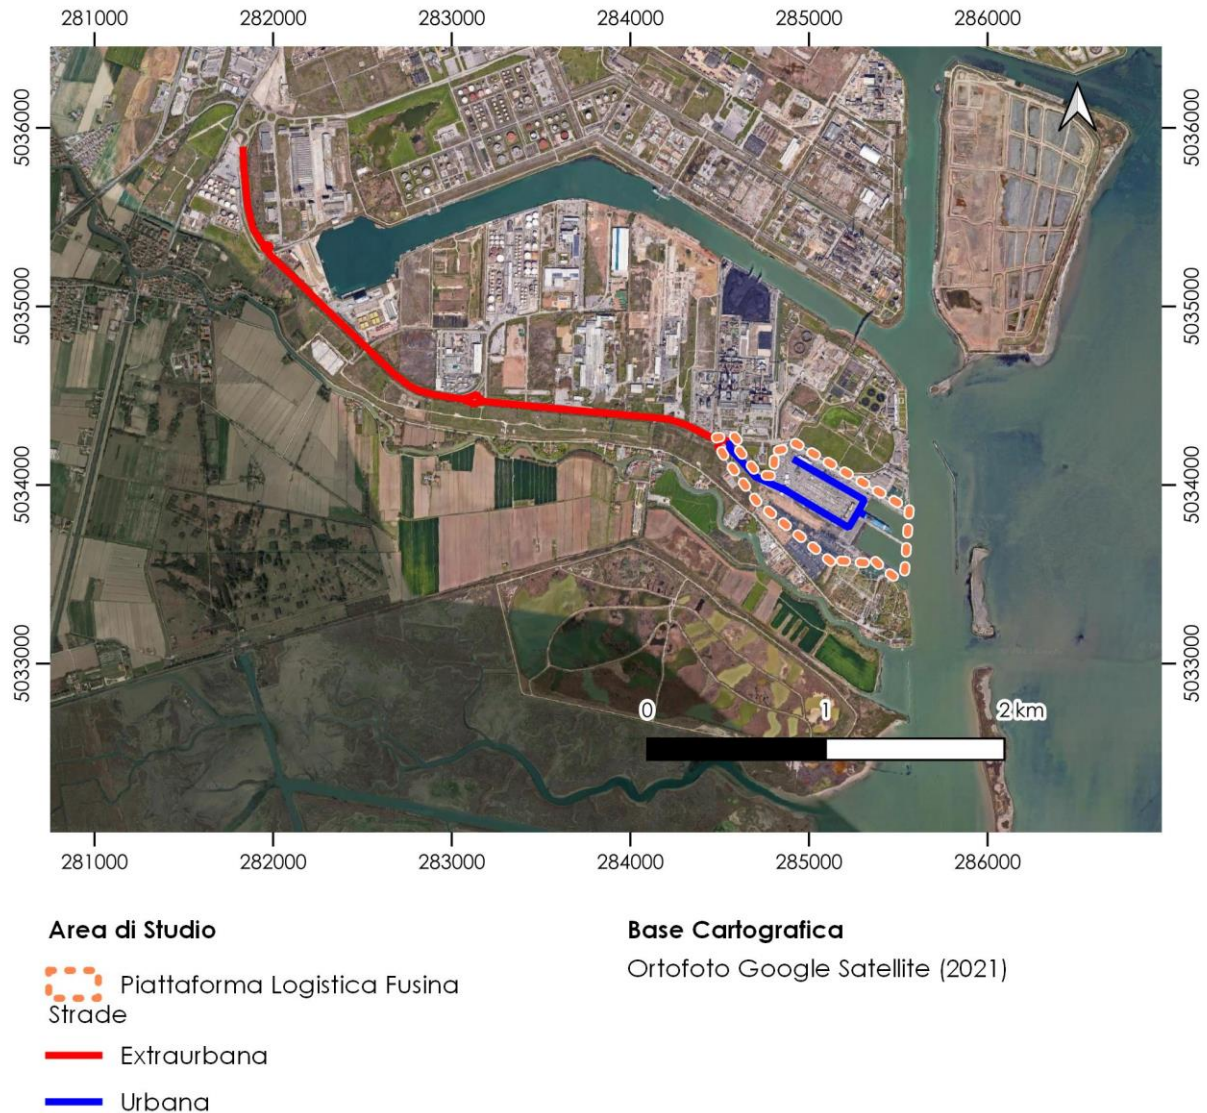 281000 282000 283000 284000 285000 286000
5036000 5036000
5035000 5035000
5034000 5034000
5033000 5033000
0 1 2 km
281000 282000 283000 284000 285000 286000
Area di Studio
Piattaforma Logistica Fusina
Strade
Extraurbana
Urbana
Base Cartografica
Ortofoto Google Satellite (2021)